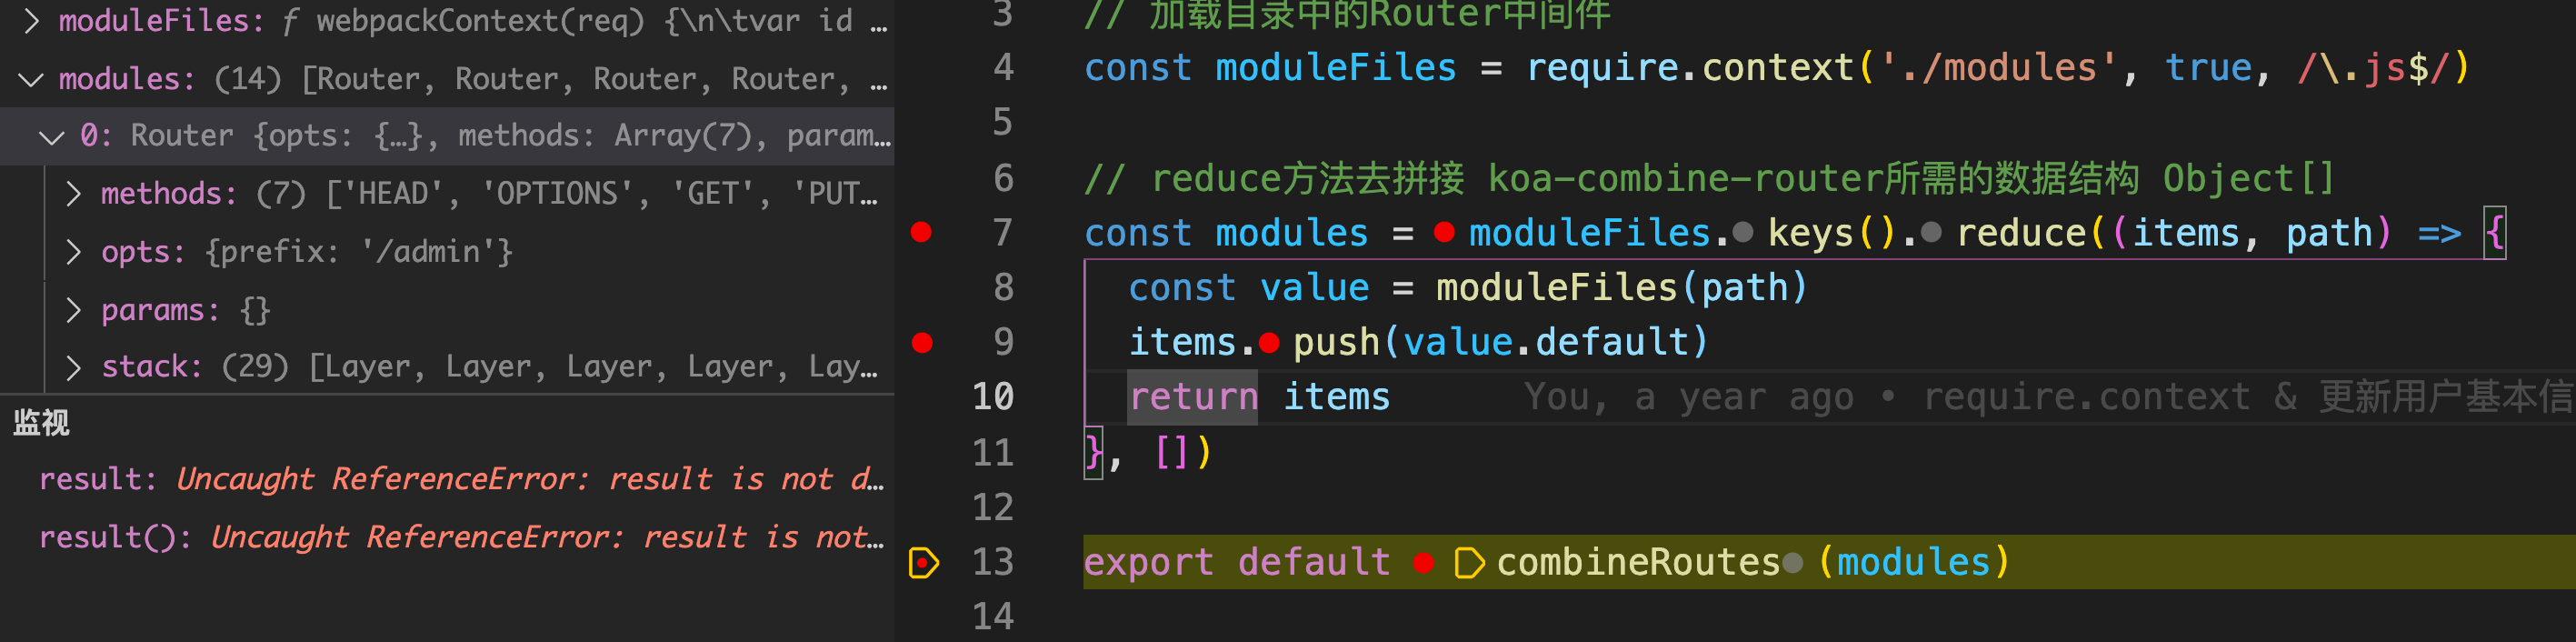 moduleFiles: ƒ webpackContext(req) {\n\tvar id …
modules: (14) [Router, Router, Router, Router, …
0: Router {opts: {…}, methods: Array(7), param…
methods: (7) ['HEAD', 'OPTIONS', 'GET', 'PUT…
opts: {prefix: '/admin'}
params: {}
stack: (29) [Layer, Layer, Layer, Layer, Lay…
监视
result: Uncaught ReferenceError: result is not d…
result(): Uncaught ReferenceError: result is not…
3 // 加载目录中的Router中间件
4 const moduleFiles = require.context('./modules', true, /\.js$/)
5
6 // reduce方法去拼接 koa-combine-router所需的数据结构 Object[]
7 const modules = moduleFiles.keys().reduce((items, path) => {
8 const value = moduleFiles(path)
9 items.push(value.default)
10 return items You, a year ago • require.context & 更新用户基本信
11 }, [])
12
13 export default combineRoutes(modules)
14